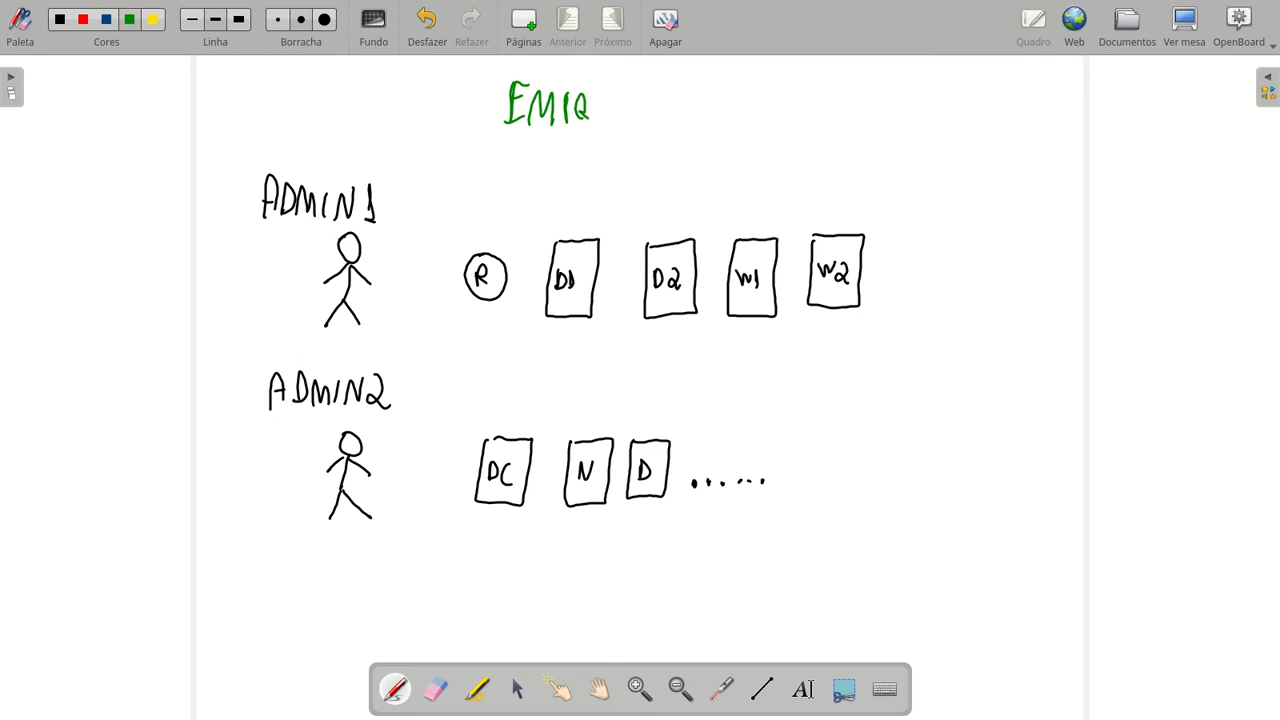 Paleta Cores Linha Borracha Fundo Desfazer Refazer Páginas Anterior Próximo Apagar Quadro Web Documentos Ver mesa OpenBoard
ADMIN1
R D1 D2 W1 W2
ADMIN2
DC N D ......